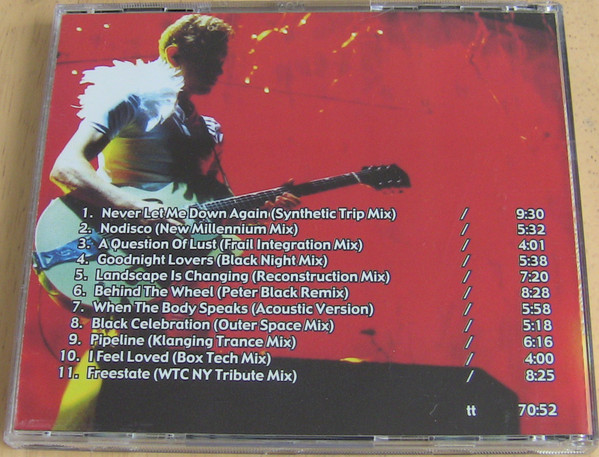 1. Never Let Me Down Again (Synthetic Trip Mix) / 9:30
2. Nodisco (New Millennium Mix) / 5:32
3. A Question Of Lust (Frail Integration Mix) / 4:01
4. Goodnight Lovers (Black Night Mix) / 5:38
5. Landscape Is Changing (Reconstruction Mix) / 7:20
6. Behind The Wheel (Peter Black Remix) / 8:28
7. When The Body Speaks (Acoustic Version) / 5:58
8. Black Celebration (Outer Space Mix) / 5:18
9. Pipeline (Klanging Trance Mix) / 6:16
10. I Feel Loved (Box Tech Mix) / 4:00
11. Freestate (WTC NY Tribute Mix) / 8:25
tt 70:52